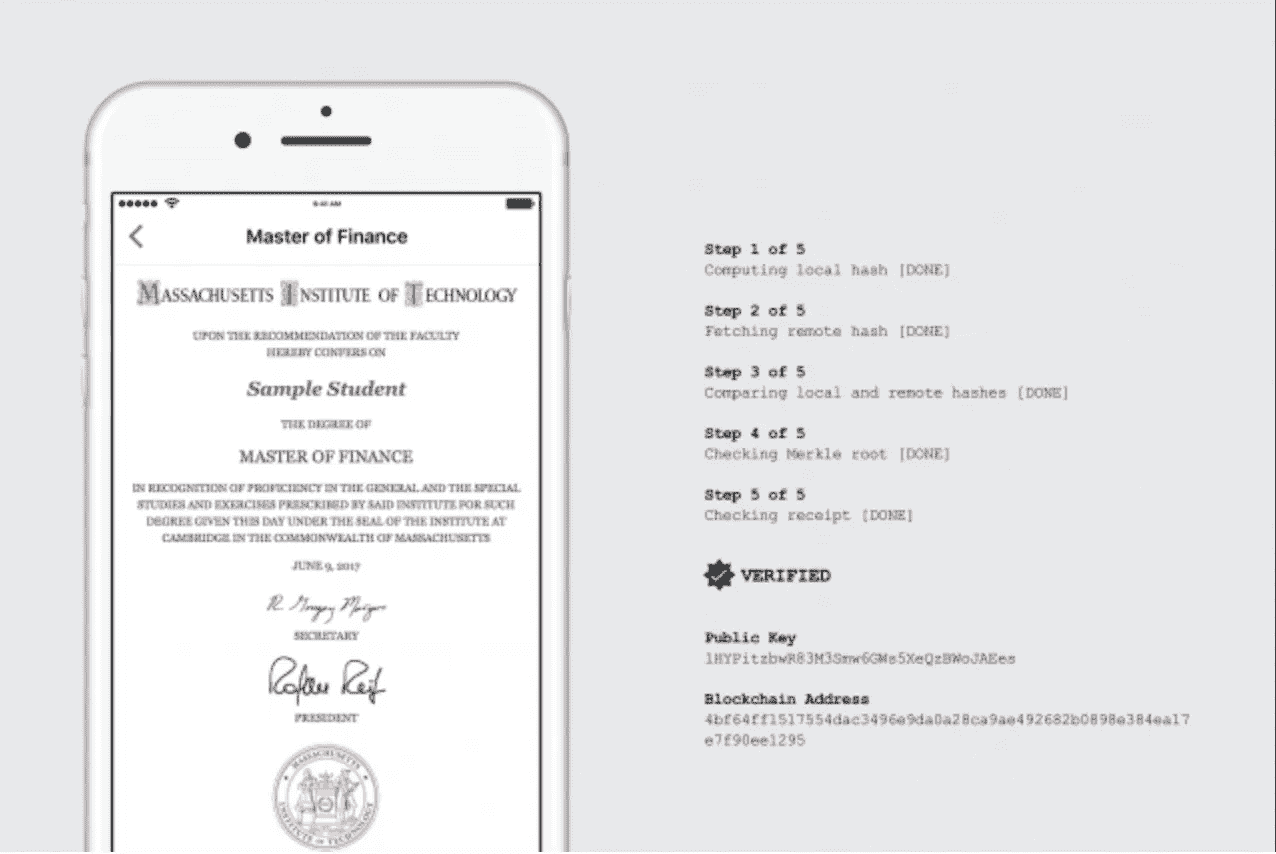 9:41 AM
Master of Finance
MASSACHUSETTS INSTITUTE OF TECHNOLOGY
UPON THE RECOMMENDATION OF THE FACULTY
HEREBY CONFERS ON
Sample Student
THE DEGREE OF
MASTER OF FINANCE
IN RECOGNITION OF PROFICIENCY IN THE GENERAL AND THE SPECIAL
STUDIES AND EXERCISES PRESCRIBED BY SAID INSTITUTE FOR SUCH
DEGREE GIVEN THIS DAY UNDER THE SEAL OF THE INSTITUTE AT
CAMBRIDGE IN THE COMMONWEALTH OF MASSACHUSETTS
JUNE 9, 2017
SECRETARY
PRESIDENT
MASSACHUSETTS
INSTITUTE OF TECHNOLOGY
Step 1 of 5
Computing local hash [DONE]
Step 2 of 5
Fetching remote hash [DONE]
Step 3 of 5
Comparing local and remote hashes [DONE]
Step 4 of 5
Checking Merkle root [DONE]
Step 5 of 5
Checking receipt [DONE]
VERIFIED
Public Key
1HYPitzbwR83M3Smw6GWs5XeQzBWoJAEes
Blockchain Address
4bf64ff1517554dac3496e9da0a28ca9ae492682b0898e384ea17
e7f90ee1295